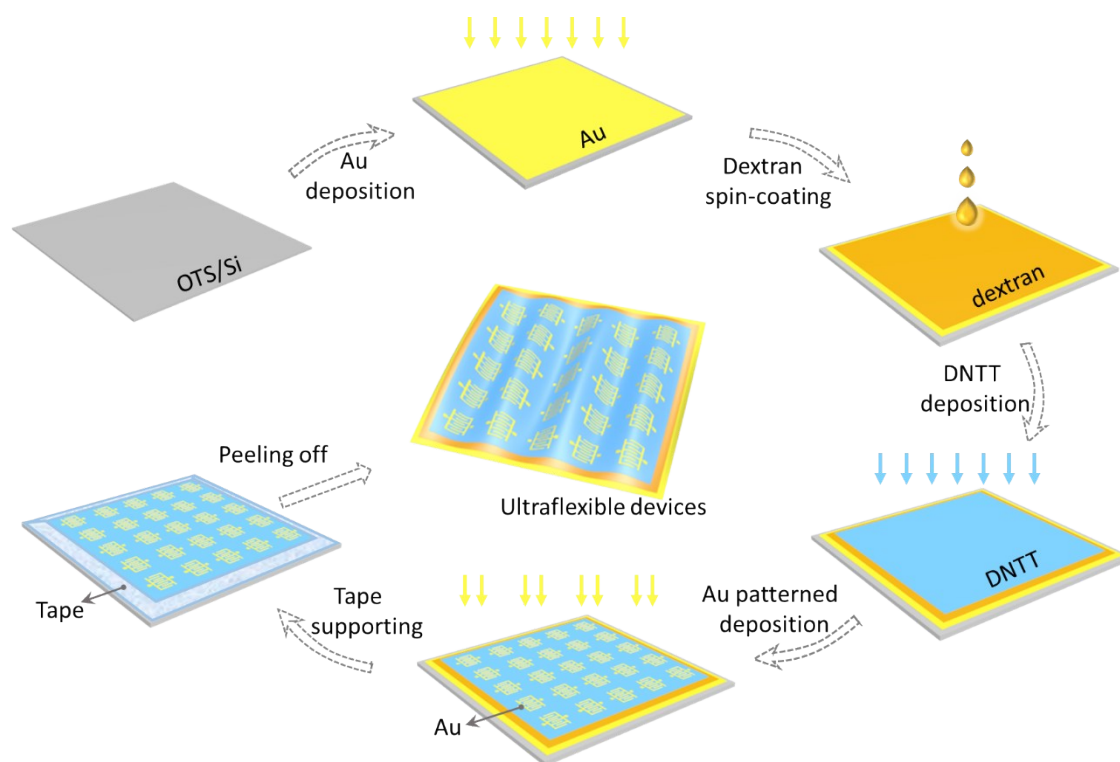 OTS/Si
Au
deposition
Au
Dextran
spin-coating
dextran
DNTT
deposition
DNTT
Au patterned
deposition
Au
Tape
supporting
Tape
Peeling off
Ultraflexible devices